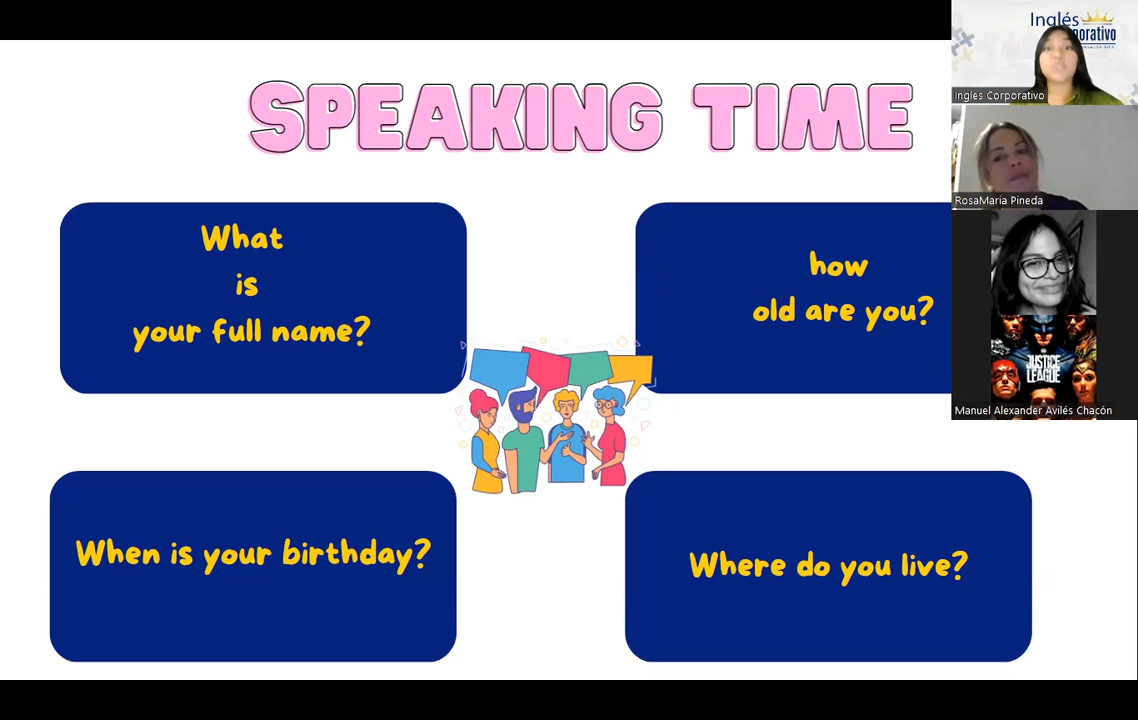 SPEAKING TIME
What
is
your full name?
how
old are you?
When is your birthday?
Where do you live?
Inglés
orativo
Ingles Corporativo
RosaMaria Pineda
JUSTICE
LEAGUE
Manuel Alexander Avilés Chacón